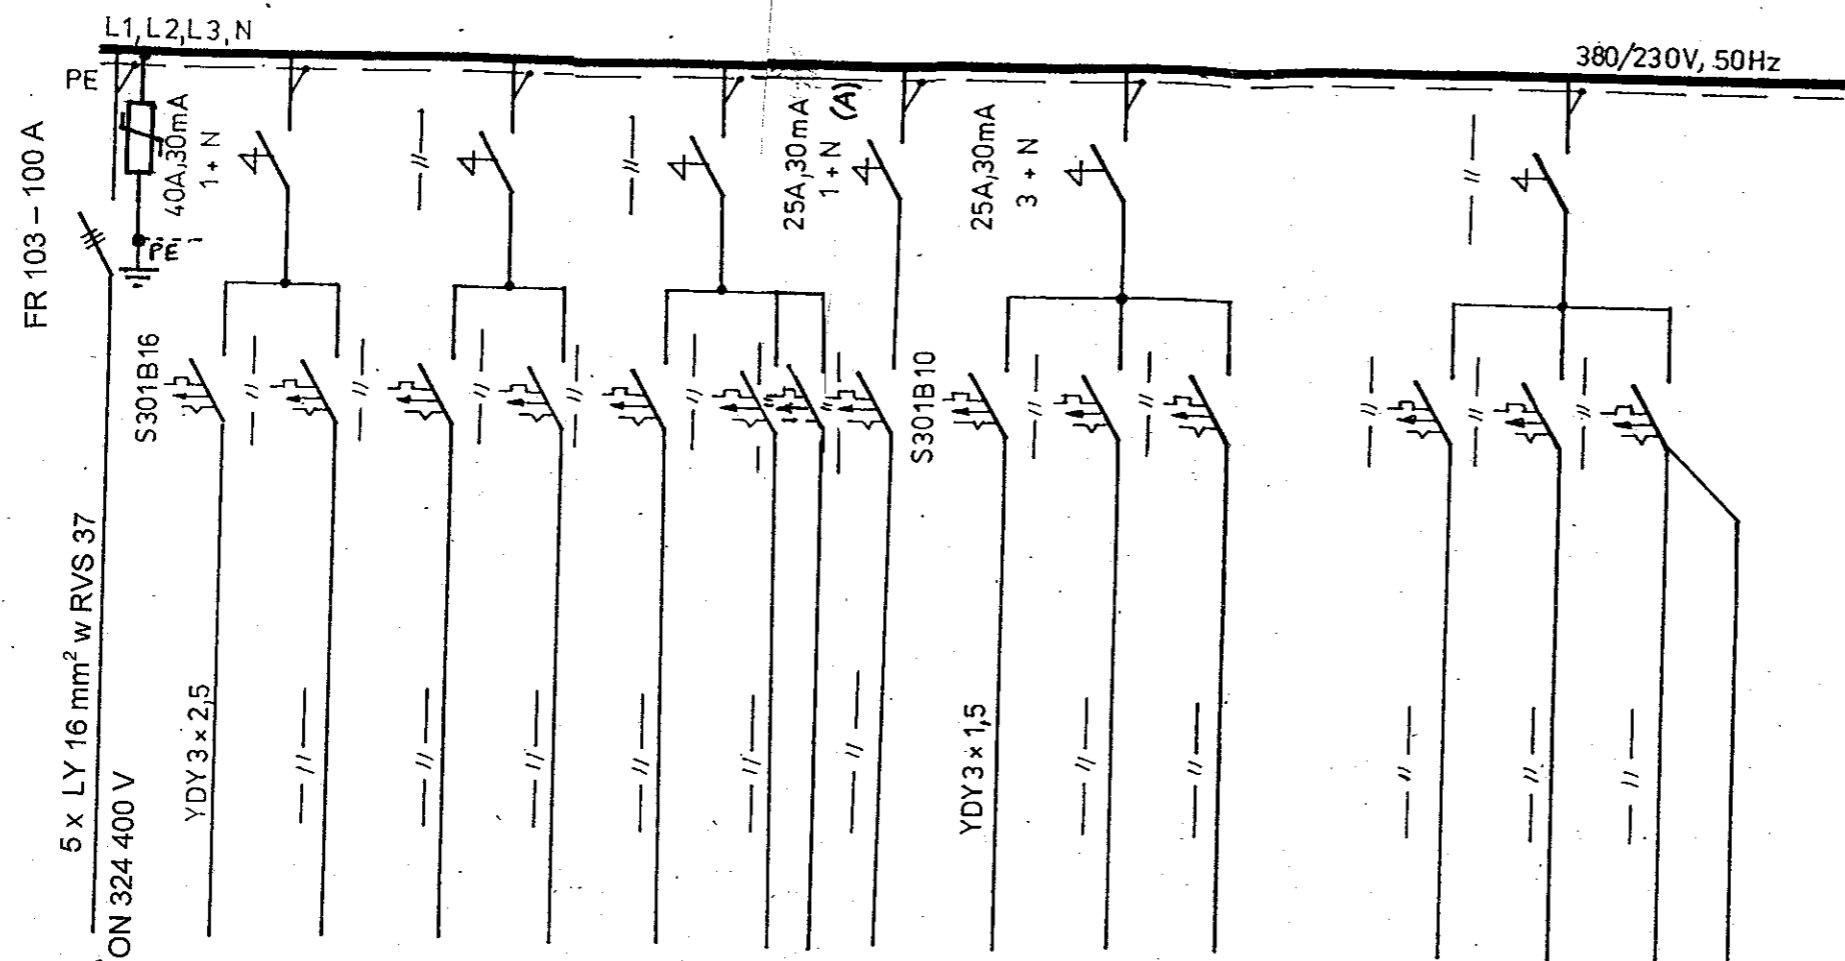 L1, L2, L3, N
380/230V, 50Hz
PE
FR 103 – 100 A
40A,30mA
1 + N
PE
— // —
— // —
25A,30mA
1 + N
(A)
25A,30mA
3 + N
— // —
S301B16
— // —
— // —
— // —
— // —
— // —
— // —
— // —
S301B10
— // —
— // —
— // —
— // —
— // —
5 x LY 16 mm² w RVS 37
ON 324 400 V
YDY 3 × 2,5
— // —
— // —
— // —
— // —
— // —
— // —
YDY 3 × 1,5
— // —
— // —
— // —
— // —
— // —